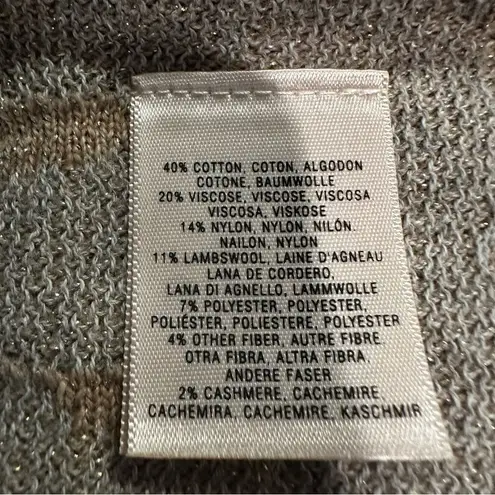 40% COTTON, COTON, ALGODON
COTONE, BAUMWOLLE
20% VISCOSE, VISCOSE, VISCOSA
VISCOSA, VISKOSE
14% NYLON, NYLON, NILÓN
NAILON, NYLON
11% LAMBSWOOL, LAINE D'AGNEAU
LANA DE CORDERO,
LANA DI AGNELLO, LAMMWOLLE
7% POLYESTER, POLYESTER,
POLIÉSTER, POLIESTERE, POLYESTER
4% OTHER FIBER, AUTRE FIBRE
OTRA FIBRA, ALTRA FIBRA,
ANDERE FASER
2% CASHMERE, CACHEMIRE,
CACHEMIRA, CACHEMIRE, KASCHMIR